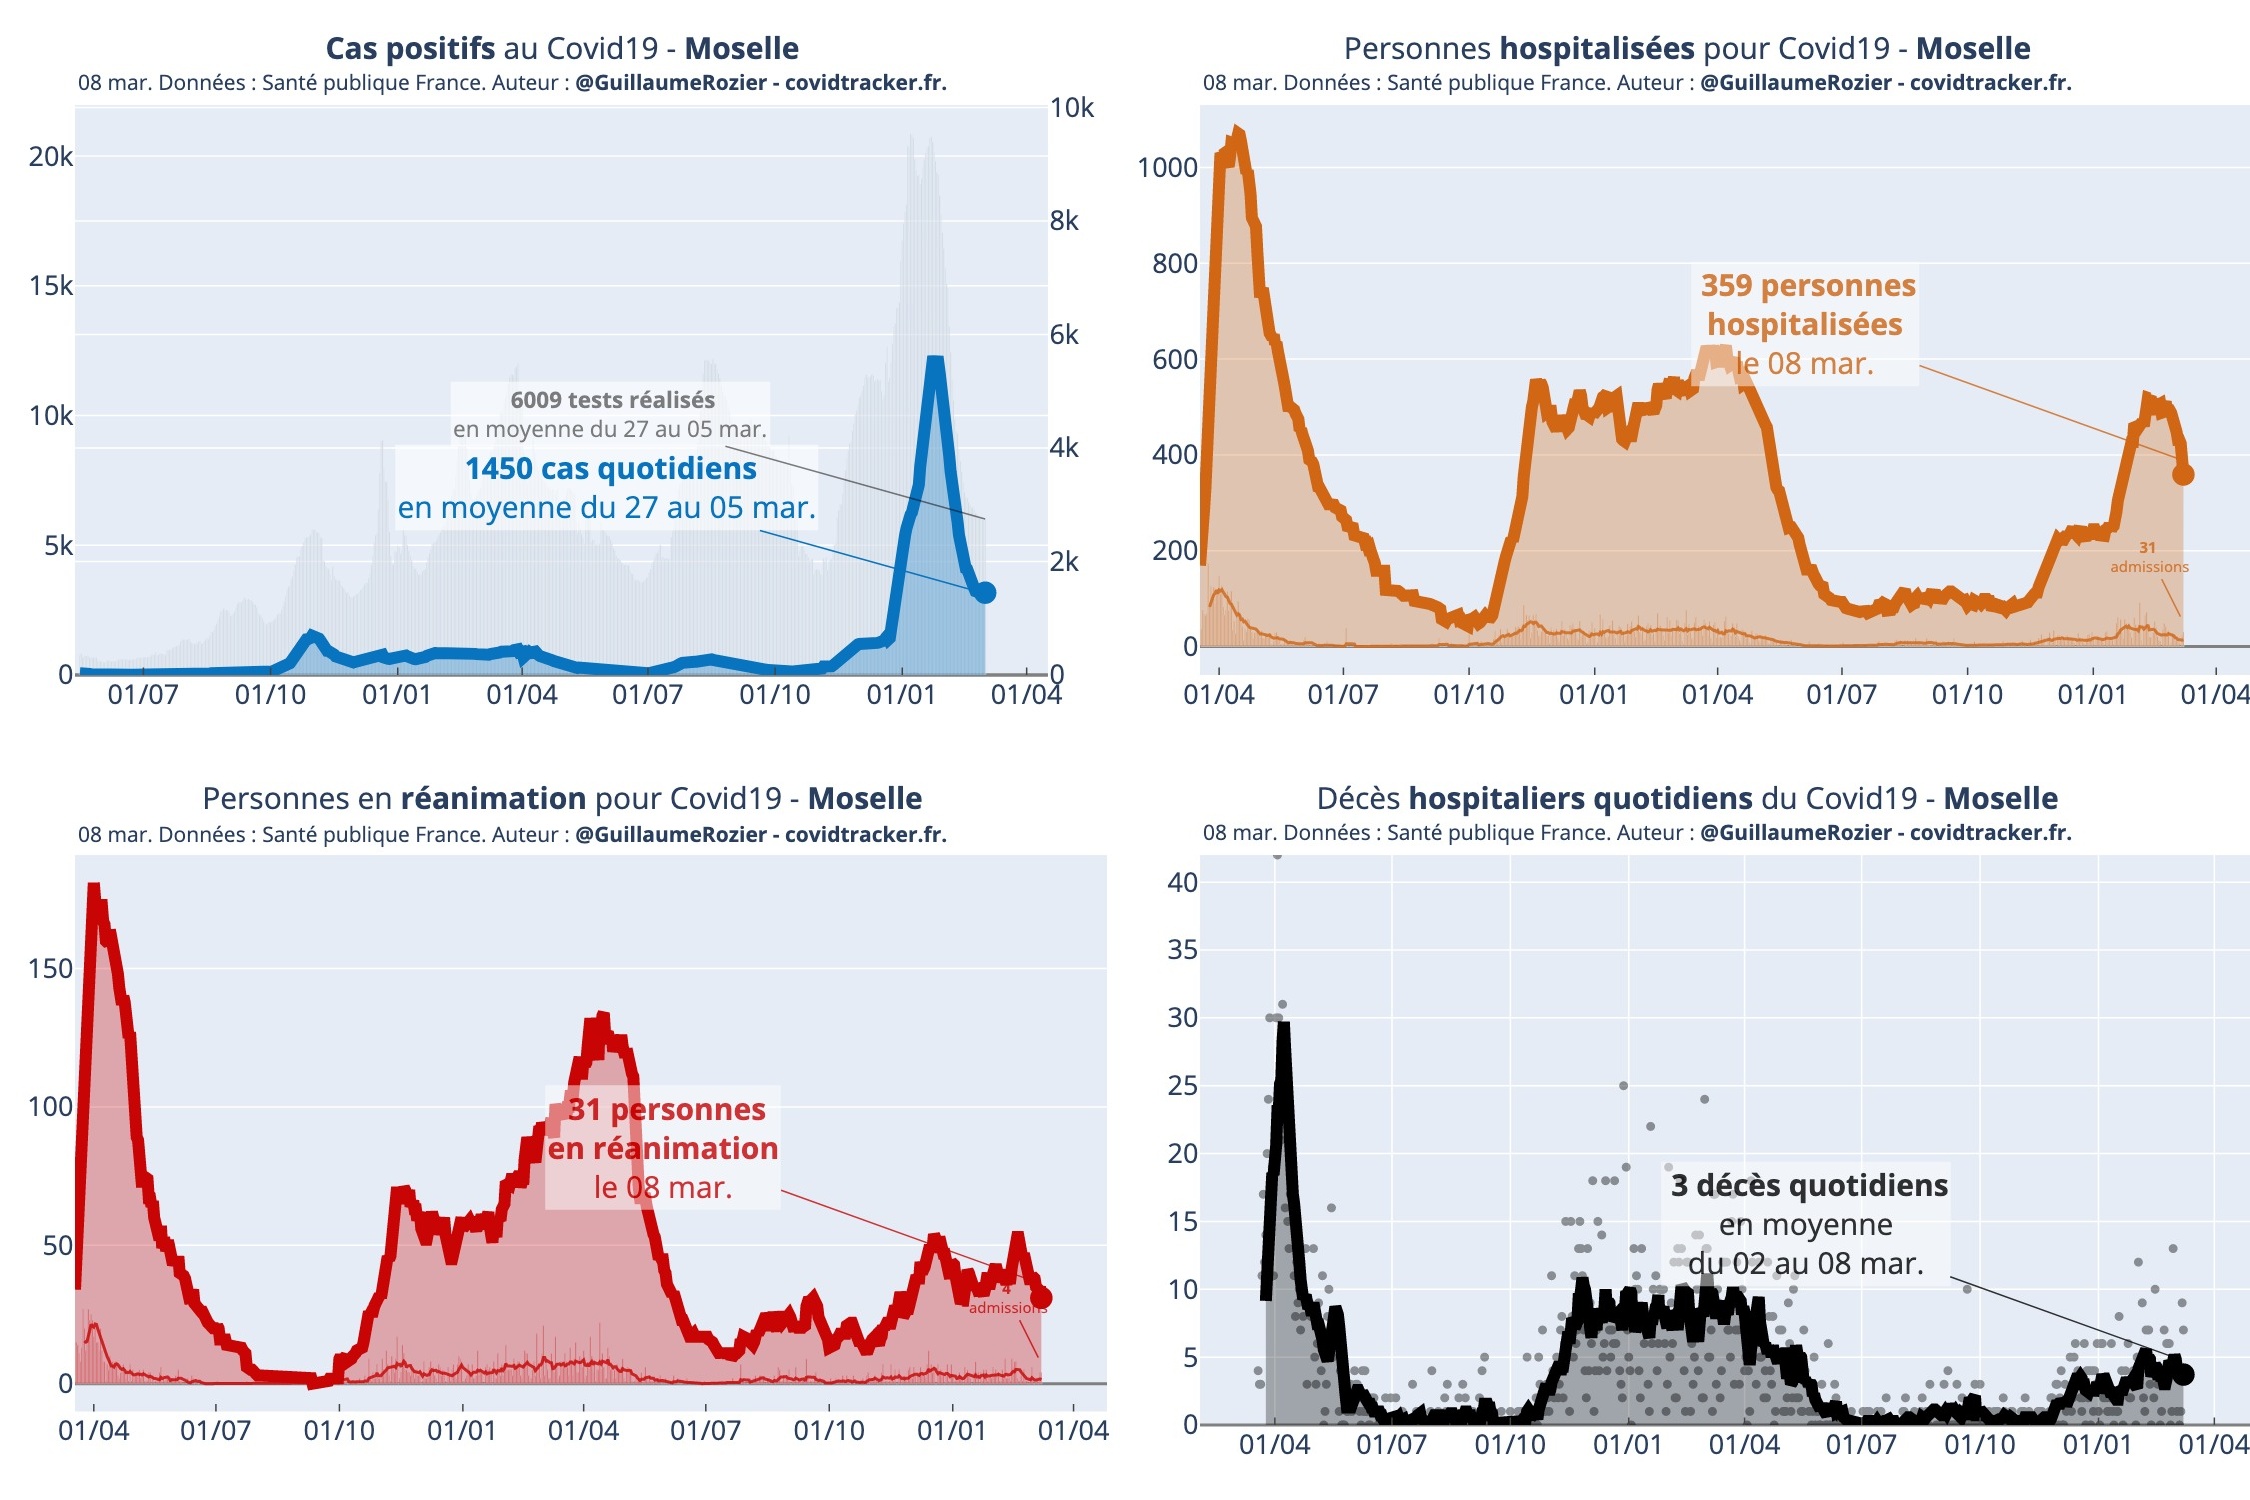 Cas positifs au Covid19 - Moselle
08 mar. Données : Santé publique France. Auteur : @GuillaumeRozier - covidtracker.fr.
20k
15k
10k
5k
0
10k
8k
6k
4k
2k
0
6009 tests réalisés
en moyenne du 27 au 05 mar.
1450 cas quotidiens
en moyenne du 27 au 05 mar.
01/07 01/10 01/01 01/04 01/07 01/10 01/01 01/04
Personnes hospitalisées pour Covid19 - Moselle
08 mar. Données : Santé publique France. Auteur : @GuillaumeRozier - covidtracker.fr.
1000
800
600
400
200
0
359 personnes
hospitalisées
le 08 mar.
31
admissions
01/04 01/07 01/10 01/01 01/04 01/07 01/10 01/01 01/04
Personnes en réanimation pour Covid19 - Moselle
08 mar. Données : Santé publique France. Auteur : @GuillaumeRozier - covidtracker.fr.
150
100
50
0
31 personnes
en réanimation
le 08 mar.
4
admissions
01/04 01/07 01/10 01/01 01/04 01/07 01/10 01/01 01/04
Décès hospitaliers quotidiens du Covid19 - Moselle
08 mar. Données : Santé publique France. Auteur : @GuillaumeRozier - covidtracker.fr.
40
35
30
25
20
15
10
5
0
3 décès quotidiens
en moyenne
du 02 au 08 mar.
01/04 01/07 01/10 01/01 01/04 01/07 01/10 01/01 01/04